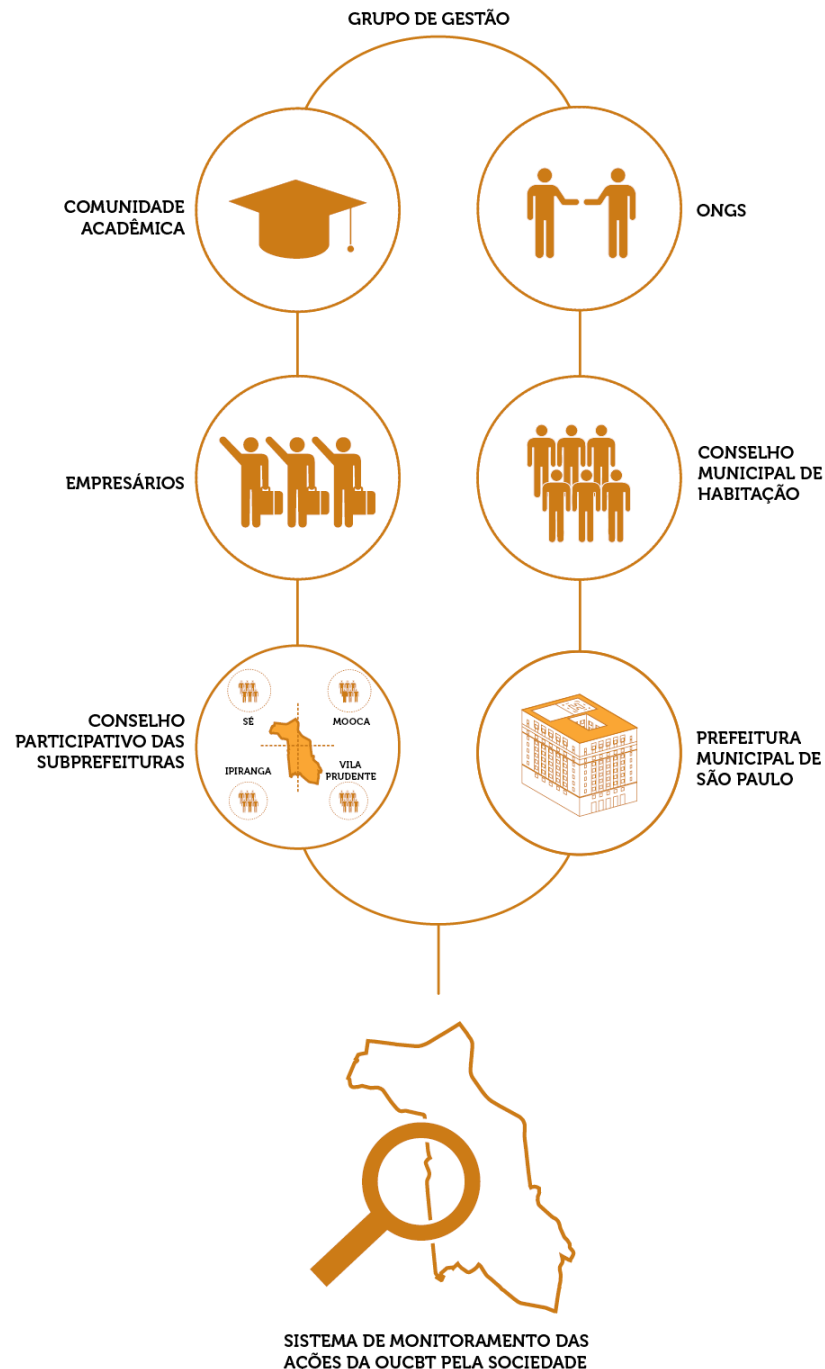 GRUPO DE GESTÃO
COMUNIDADE
ACADÊMICA
ONGS
EMPRESÁRIOS
CONSELHO
MUNICIPAL DE
HABITAÇÃO
CONSELHO
PARTICIPATIVO DAS
SUBPREFEITURAS
SÉ
MOOCA
IPIRANGA
VILA
PRUDENTE
PREFEITURA
MUNICIPAL DE
SÃO PAULO
SISTEMA DE MONITORAMENTO DAS
AÇÕES DA OUCBT PELA SOCIEDADE